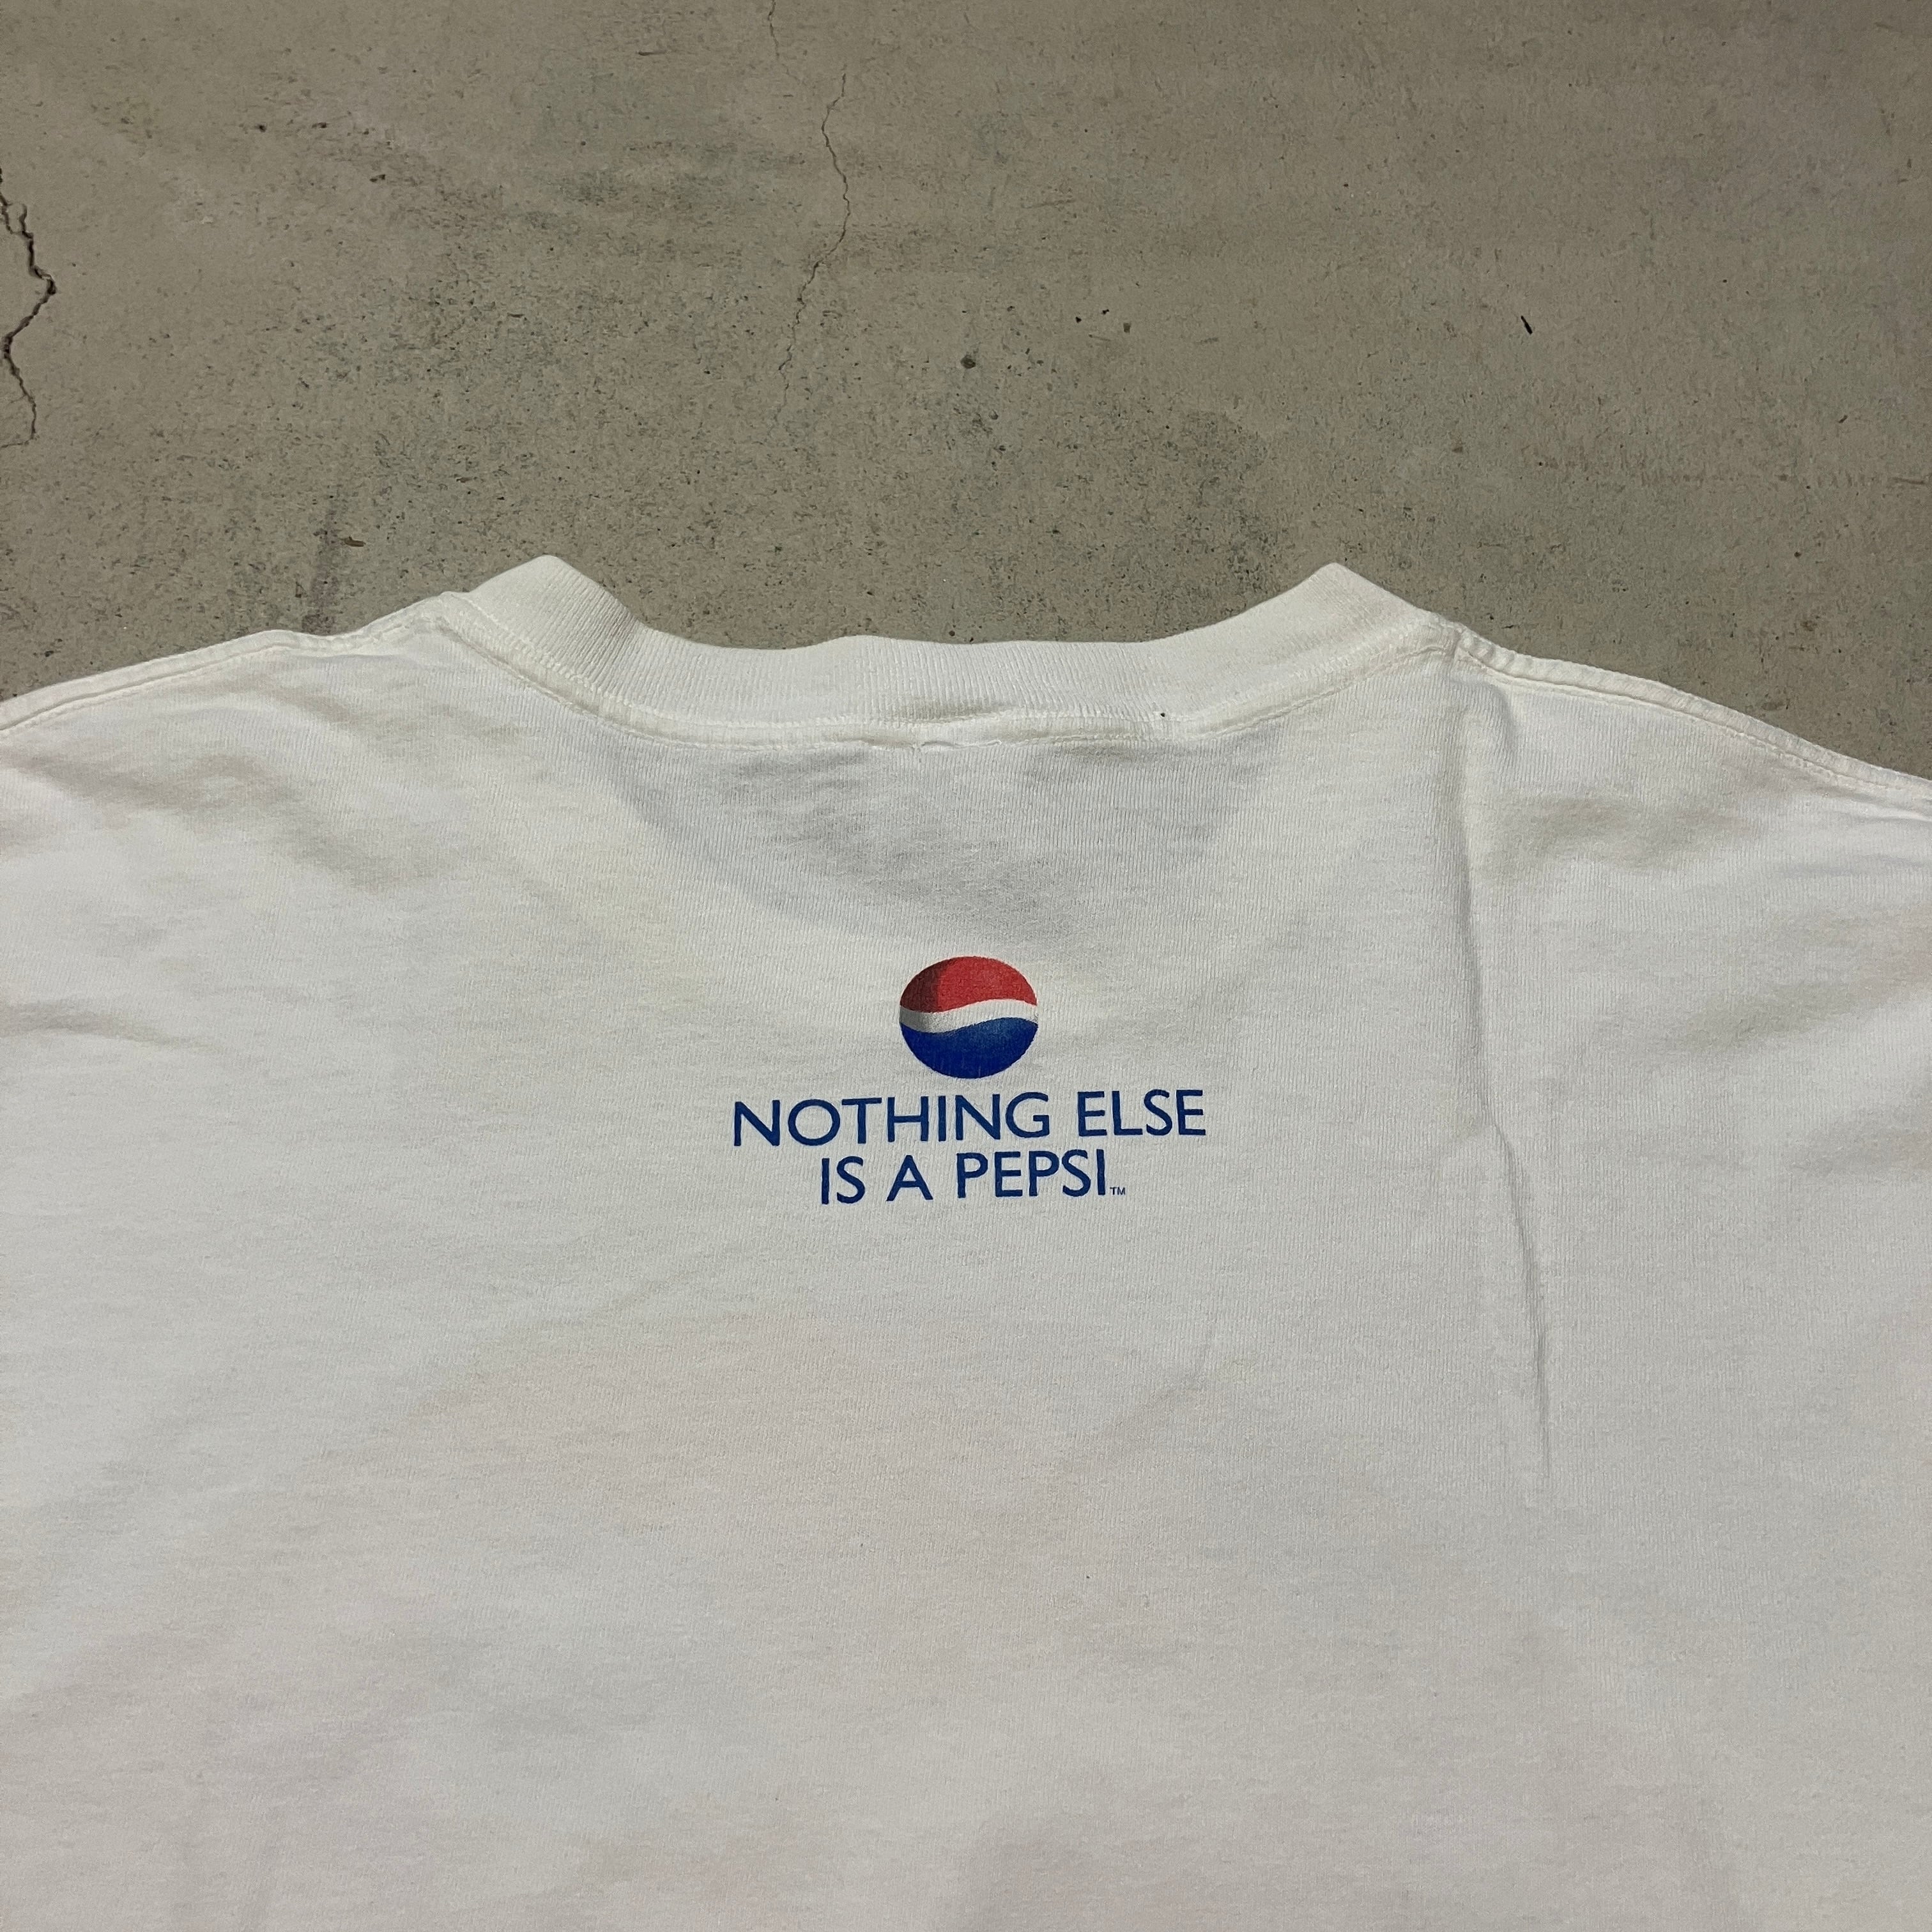 NOTHING ELSE
IS A PEPSI™